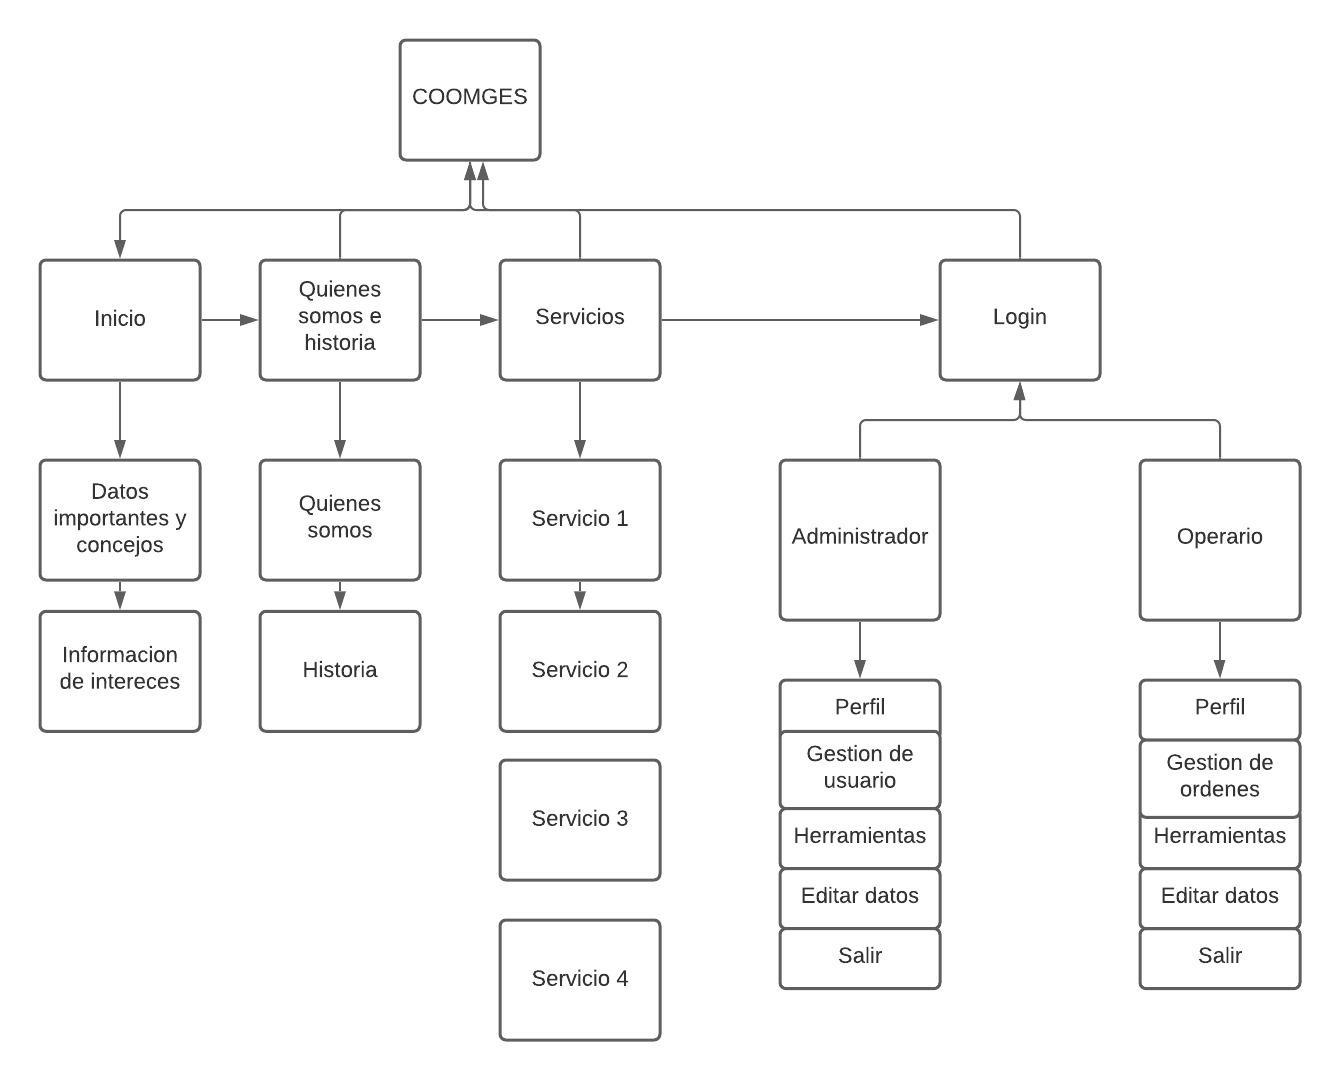 COOMGES
Inicio
Quienes
somos e
historia
Servicios
Login
Datos
importantes y
concejos
Quienes
somos
Servicio 1
Administrador
Operario
Informacion
de intereces
Historia
Servicio 2
Servicio 3
Servicio 4
Perfil
Gestion de
usuario
Herramientas
Editar datos
Salir
Perfil
Gestion de
ordenes
Herramientas
Editar datos
Salir